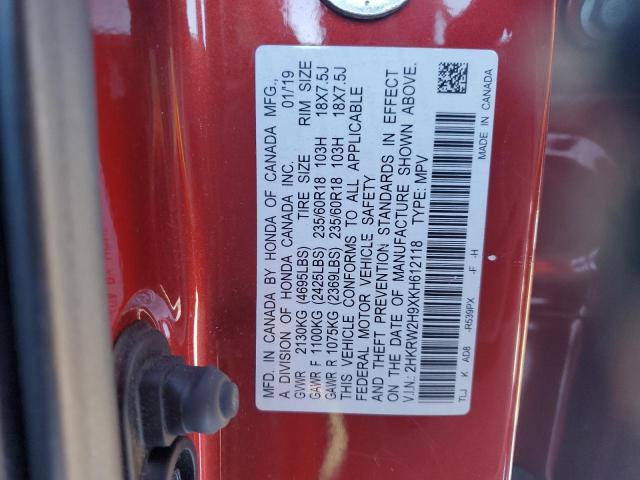 MFD. IN CANADA BY HONDA OF CANADA MFG.,
A DIVISION OF HONDA CANADA INC. 01/19
GVWR 2130KG (4695LBS) TIRE SIZE RIM SIZE
GAWR F 1100KG (2425LBS) 235/60R18 103H 18X7.5J
GAWR R 1075KG (2369LBS) 235/60R18 103H 18X7.5J
THIS VEHICLE CONFORMS TO ALL APPLICABLE
FEDERAL MOTOR VEHICLE SAFETY
AND THEFT PREVENTION STANDARDS IN EFFECT
ON THE DATE OF MANUFACTURE SHOWN ABOVE.
V.I.N: 2HKRW2H9XKH612118 TYPE: MPV
TLJ K AD8 -R539PX MADE IN CANADA
-F -H